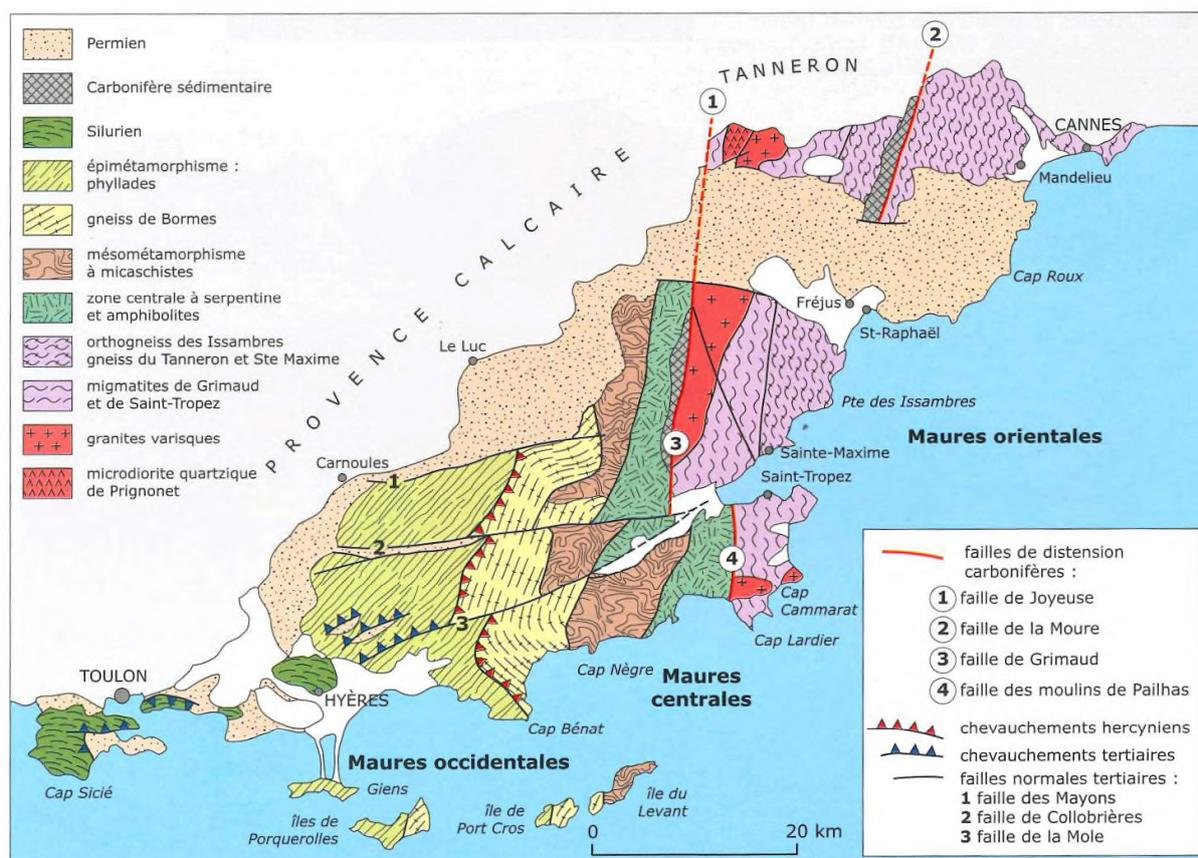 Permien
Carbonifère sédimentaire
Silurien
épimétamorphisme :
phyllades
gneiss de Bormes
mésométamorphisme
à micaschistes
zone centrale à serpentine
et amphibolites
orthogneiss des Issambres
gneiss du Tanneron et Ste Maxime
migmatites de Grimaud
et de Saint-Tropez
granites varisques
microdiorite quartzique
de Prignonet
PROVENCE CALCAIRE
TANNERON
1
2
CANNES
Mandelieu
Cap Roux
Fréjus
St-Raphaël
Le Luc
Pte des Issambres
Maures orientales
3
Sainte-Maxime
Saint-Tropez
Carnoules
1
2
3
4
Cap
Cammarat
Cap Lardier
Cap Nègre
Maures
centrales
TOULON
HYÈRES
Cap Bénat
Maures occidentales
Cap Sicié
Giens
îles de
Porquerolles
île de
Port Cros
île du
Levant
0
20 km
failles de distension
carbonifères :
1 faille de Joyeuse
2 faille de la Moure
3 faille de Grimaud
4 faille des moulins de Pailhas
chevauchements hercyniens
chevauchements tertiaires
failles normales tertiaires :
1 faille des Mayons
2 faille de Collobrières
3 faille de la Mole